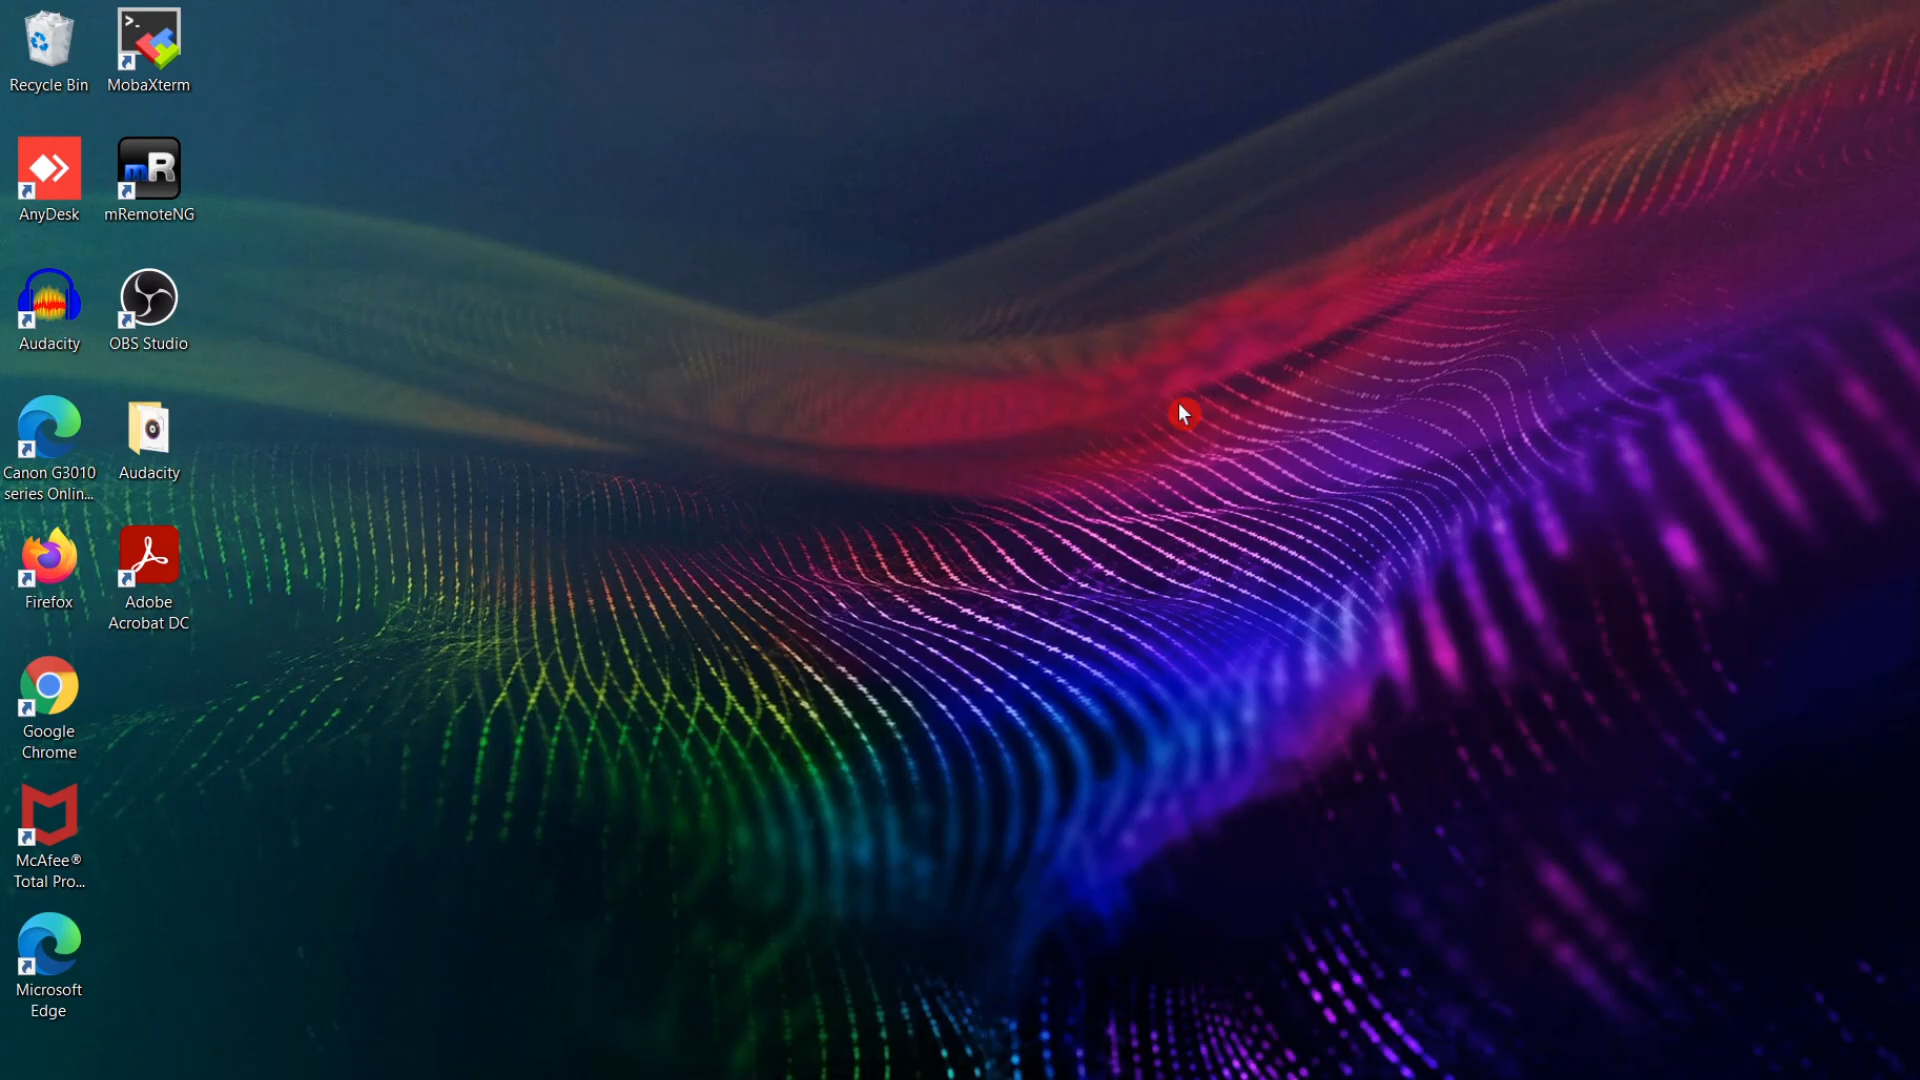 Recycle Bin
MobaXterm
>_
AnyDesk
mRemoteNG
mR
Audacity
OBS Studio
Canon G3010
series Onlin...
Audacity
Firefox
Adobe
Acrobat DC
Google
Chrome
McAfee®
Total Pro...
Microsoft
Edge